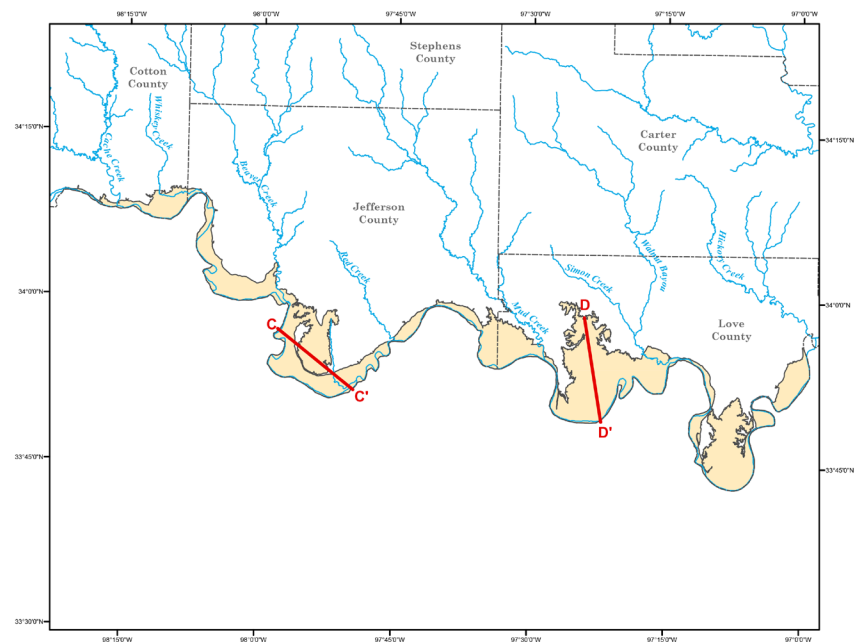 98°15'0"W 98°0'0"W 97°45'0"W 97°30'0"W 97°15'0"W 97°0'0"W
Stephens
County
Cotton
County
34°15'0"N
Whiskey Creek
Cache Creek
Carter
County
34°15'0"N
Beaver Creek
Jefferson
County
Red Creek
Simon Creek
Walnut Bayou
Hickory Creek
34°0'0"N
34°0'0"N
Mud Creek
D
C
Love
County
C'
D'
33°45'0"N
33°45'0"N
33°30'0"N
98°15'0"W 98°0'0"W 97°45'0"W 97°30'0"W 97°15'0"W 97°0'0"W